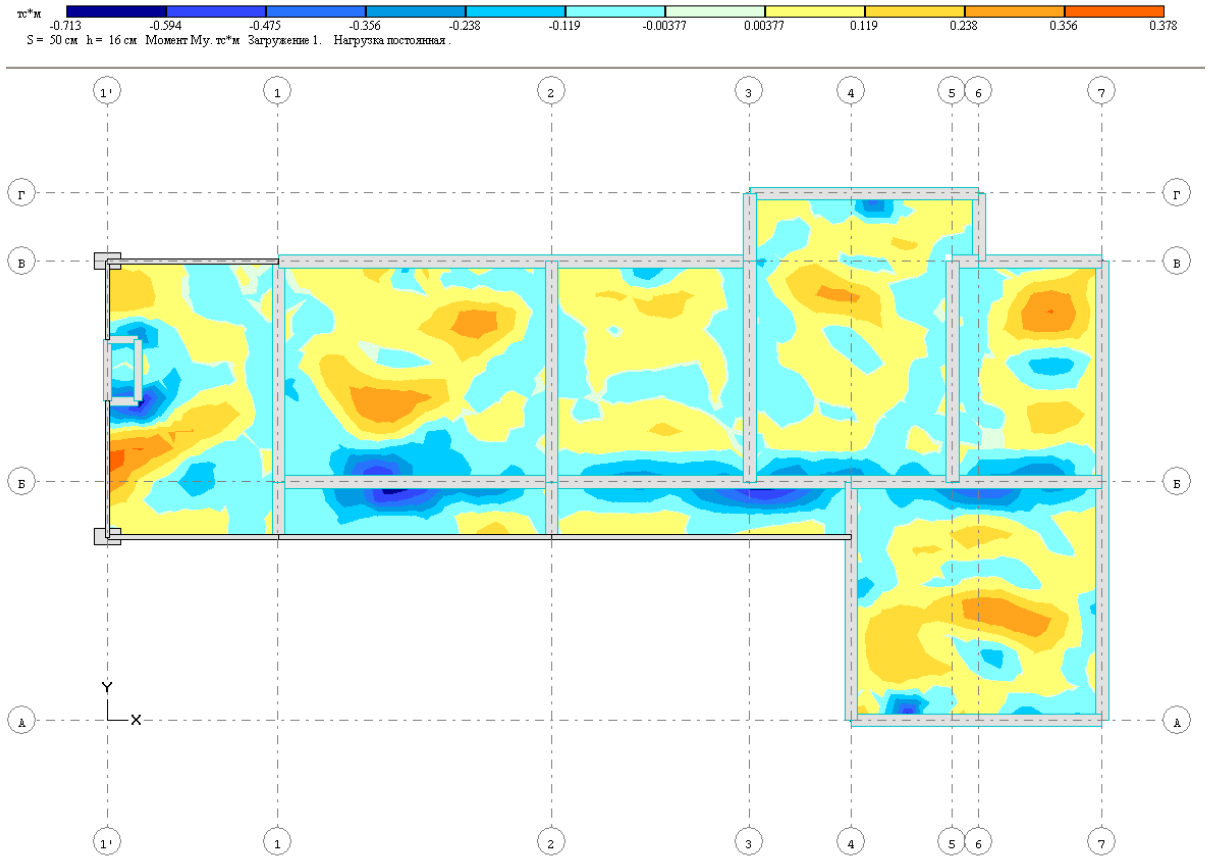 тс*м
-0.713 -0.594 -0.475 -0.356 -0.238 -0.119 -0.00377 0.00377 0.119 0.238 0.356 0.378
S = 50 см h = 16 см Момент My. тс*м Загружение 1. Нагрузка постоянная .
1' 1 2 3 4 5 6 7
Г Г
В В
Б Б
Y
X
А А
1' 1 2 3 4 5 6 7